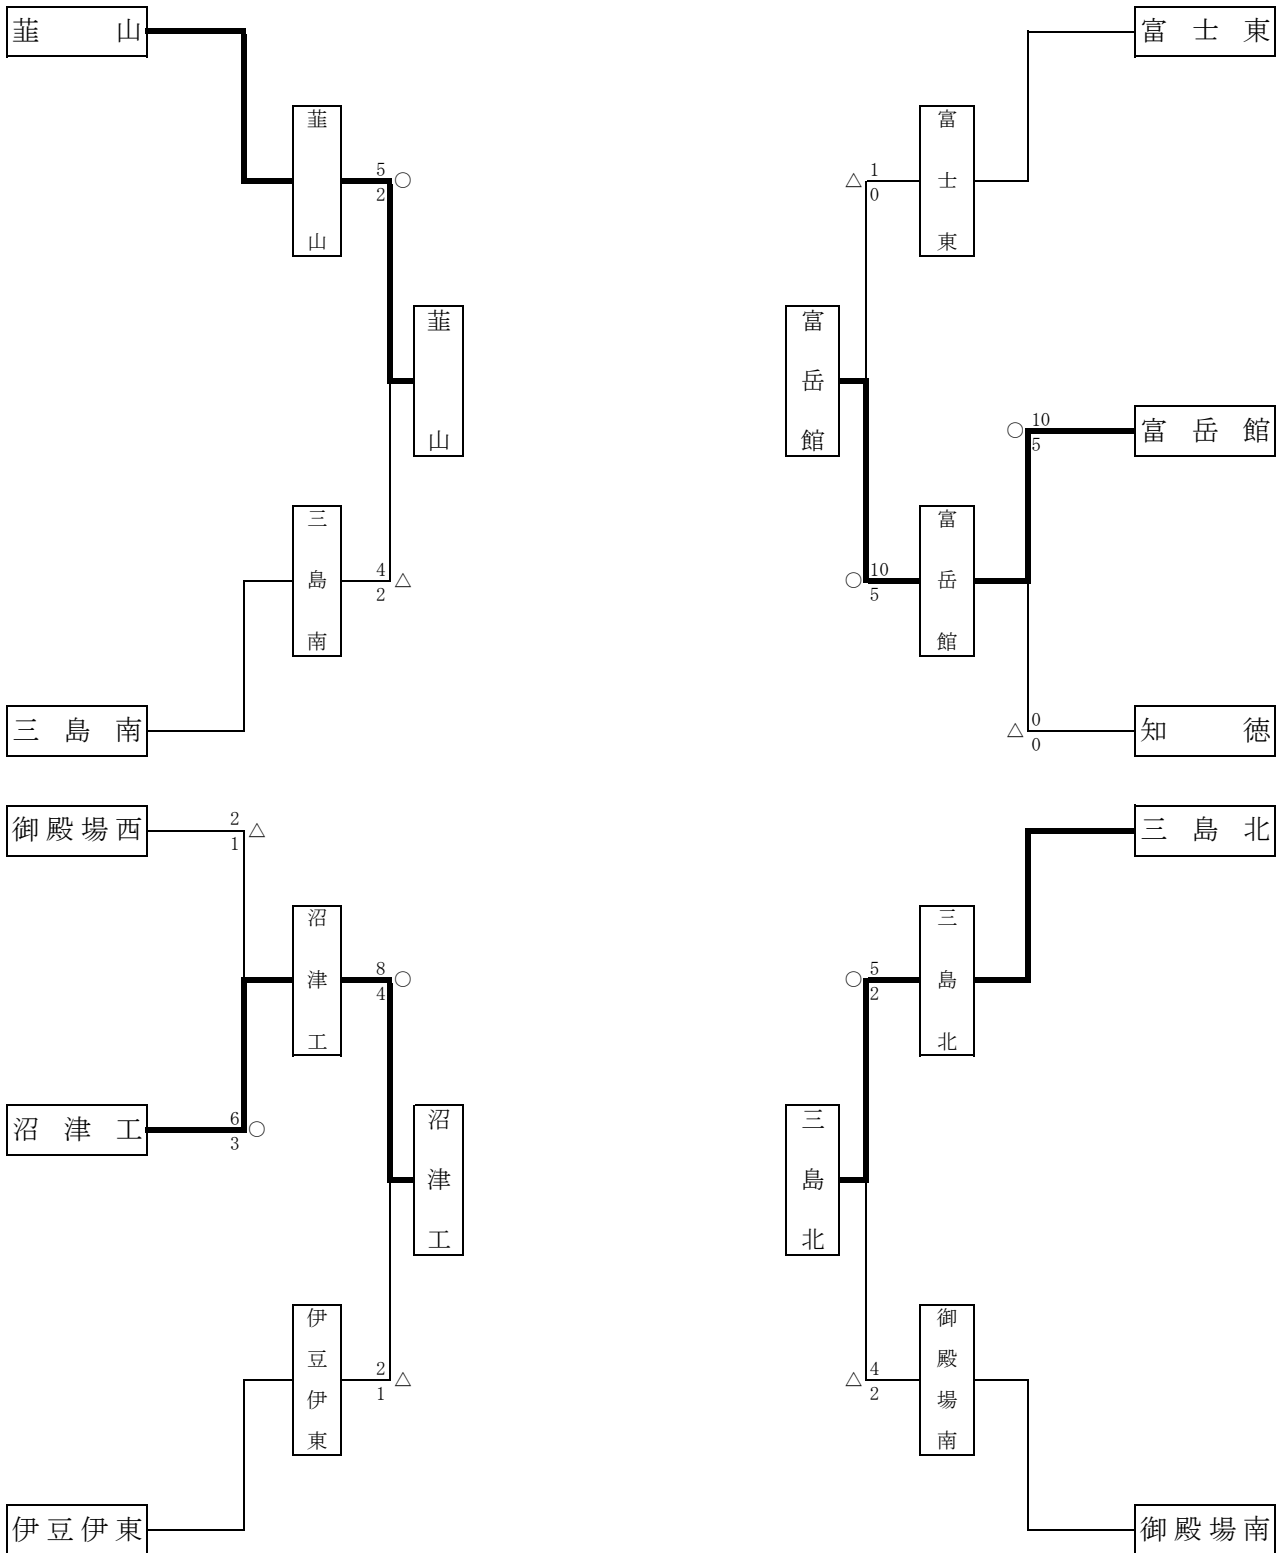 韮　山
富 士 東
韮山
富士東
5
2
○
△
1
0
韮山
富岳館
○
10
5
富 岳 館
三島南
4
2
△
○
10
5
富岳館
三 島 南
△
0
0
知　徳
御殿場西
2
1
△
三 島 北
沼津工
8
4
○
○
5
2
三島北
沼 津 工
6
3
○
沼津工
三島北
伊豆伊東
2
1
△
△
4
2
御殿場南
伊豆伊東
御殿場南